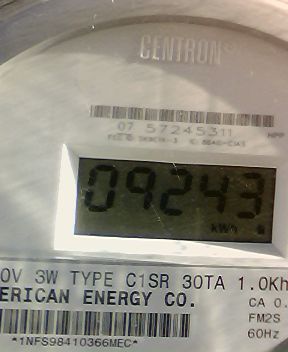 CENTRON®
07 57245311
HPP
09243
kWh
0V 3W TYPE C1SR 30TA 1.0Kh
ERICAN ENERGY CO.
CA 0.
FM2S
60Hz
*1NFS98410366MEC*